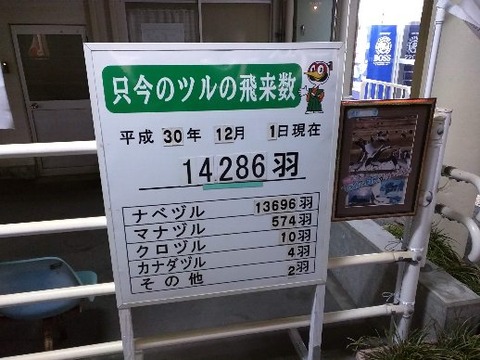 只今のツルの飛来数
平成 30年 12月 1日現在
14,286羽
ナベヅル 13696羽
マナヅル 574羽
クロヅル 10羽
カナダヅル 4羽
その他 2羽
BOSS